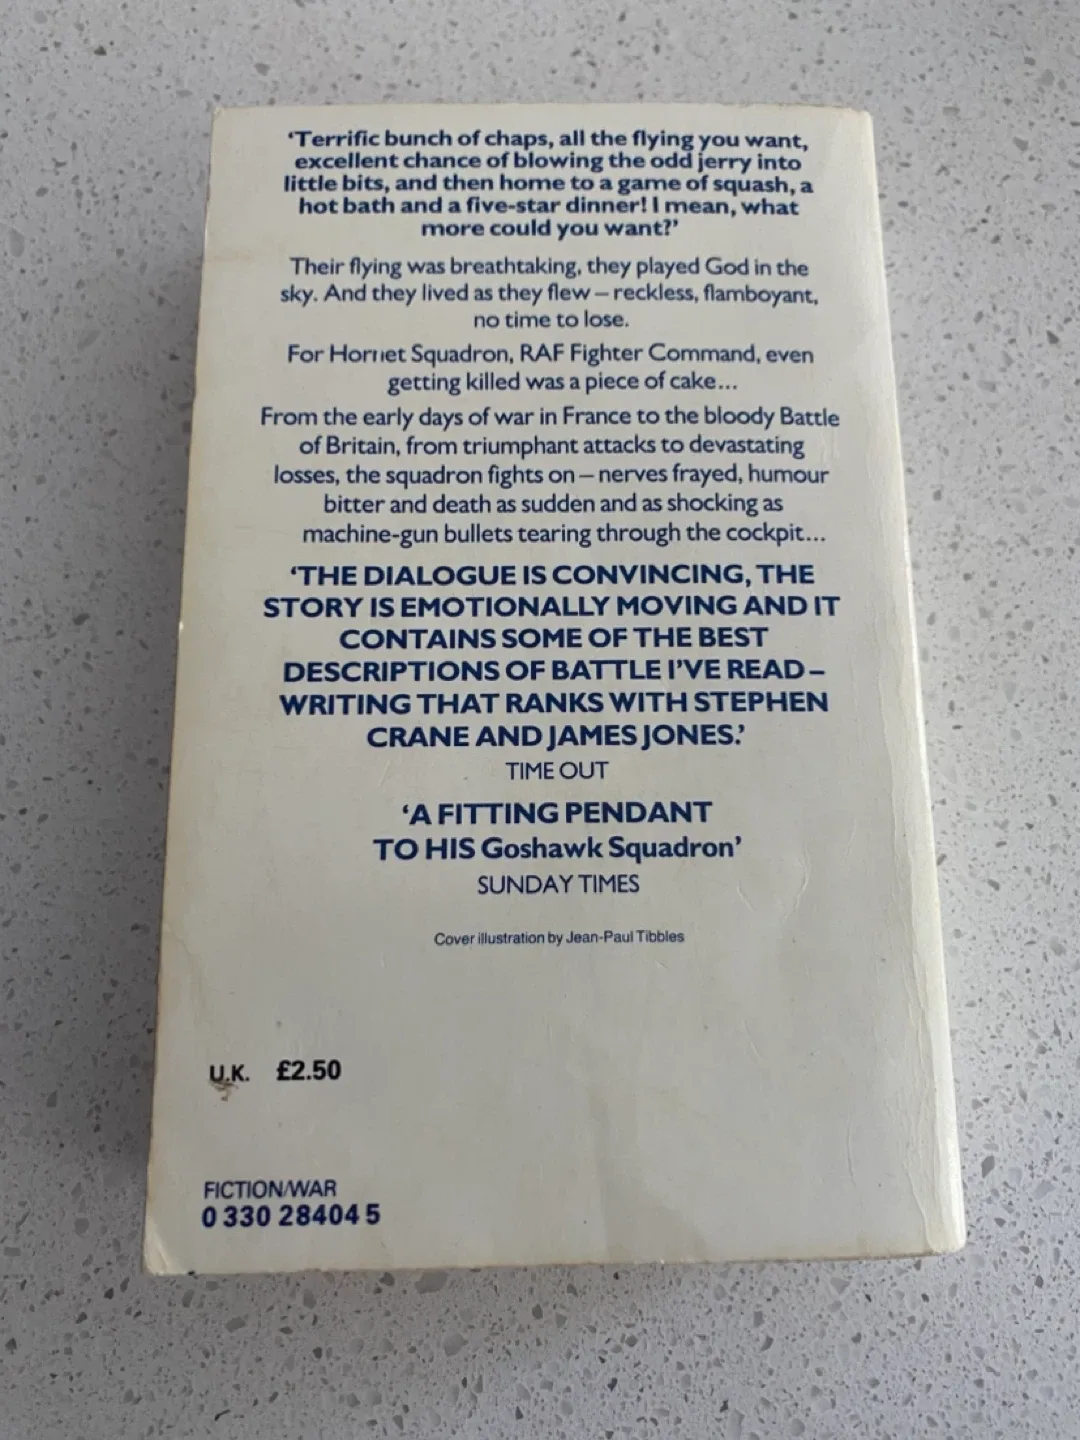 ‘Terrific bunch of chaps, all the flying you want,
excellent chance of blowing the odd jerry into
little bits, and then home to a game of squash, a
hot bath and a five-star dinner! I mean, what
more could you want?’
Their flying was breathtaking, they played God in the
sky. And they lived as they flew – reckless, flamboyant,
no time to lose.
For Hornet Squadron, RAF Fighter Command, even
getting killed was a piece of cake...
From the early days of war in France to the bloody Battle
of Britain, from triumphant attacks to devastating
losses, the squadron fights on – nerves frayed, humour
bitter and death as sudden and as shocking as
machine-gun bullets tearing through the cockpit...
‘THE DIALOGUE IS CONVINCING, THE
STORY IS EMOTIONALLY MOVING AND IT
CONTAINS SOME OF THE BEST
DESCRIPTIONS OF BATTLE I’VE READ –
WRITING THAT RANKS WITH STEPHEN
CRANE AND JAMES JONES.’
TIME OUT
‘A FITTING PENDANT
TO HIS Goshawk Squadron’
SUNDAY TIMES
Cover illustration by Jean-Paul Tibbles
U.K. £2.50
FICTION/WAR
0 330 28404 5